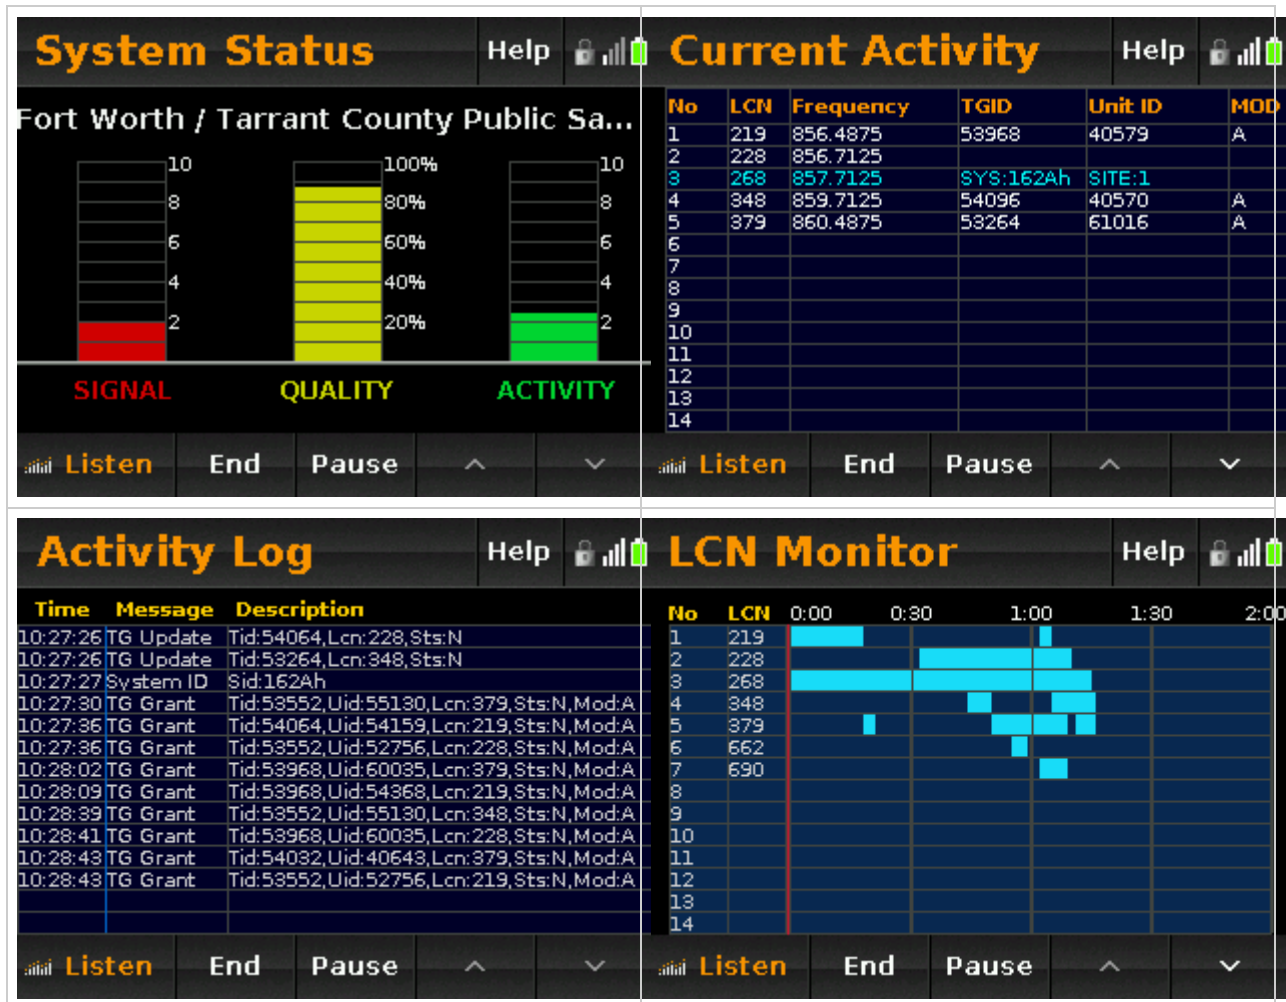 System Status Help
Fort Worth / Tarrant County Public Sa...
10 100% 10
8 80% 8
6 60% 6
4 40% 4
2 20% 2
SIGNAL QUALITY ACTIVITY
Listen End Pause
Current Activity Help
No LCN Frequency TGID Unit ID MOD
1 219 856.4875 53968 40579 A
2 228 856.7125
3 268 857.7125 SYS:162Ah SITE:1
4 348 859.7125 54096 40570 A
5 379 860.4875 53264 61016 A
6
7
8
9
10
11
12
13
14
Listen End Pause
Activity Log Help
Time Message Description
10:27:26 TG Update Tid:54064,Lcn:228,Sts:N
10:27:26 TG Update Tid:53264,Lcn:348,Sts:N
10:27:27 System ID Sid:162Ah
10:27:30 TG Grant Tid:53552,Uid:55130,Lcn:379,Sts:N,Mod:A
10:27:36 TG Grant Tid:54064,Uid:54159,Lcn:219,Sts:N,Mod:A
10:27:36 TG Grant Tid:53552,Uid:52756,Lcn:228,Sts:N,Mod:A
10:28:02 TG Grant Tid:53968,Uid:60035,Lcn:379,Sts:N,Mod:A
10:28:09 TG Grant Tid:53968,Uid:54368,Lcn:219,Sts:N,Mod:A
10:28:39 TG Grant Tid:53552,Uid:55130,Lcn:348,Sts:N,Mod:A
10:28:41 TG Grant Tid:53968,Uid:60035,Lcn:228,Sts:N,Mod:A
10:28:43 TG Grant Tid:54032,Uid:40643,Lcn:379,Sts:N,Mod:A
10:28:43 TG Grant Tid:53552,Uid:52756,Lcn:219,Sts:N,Mod:A
Listen End Pause
LCN Monitor Help
No LCN 0:00 0:30 1:00 1:30 2:00
1 219
2 228
3 268
4 348
5 379
6 662
7 690
8
9
10
11
12
13
14
Listen End Pause